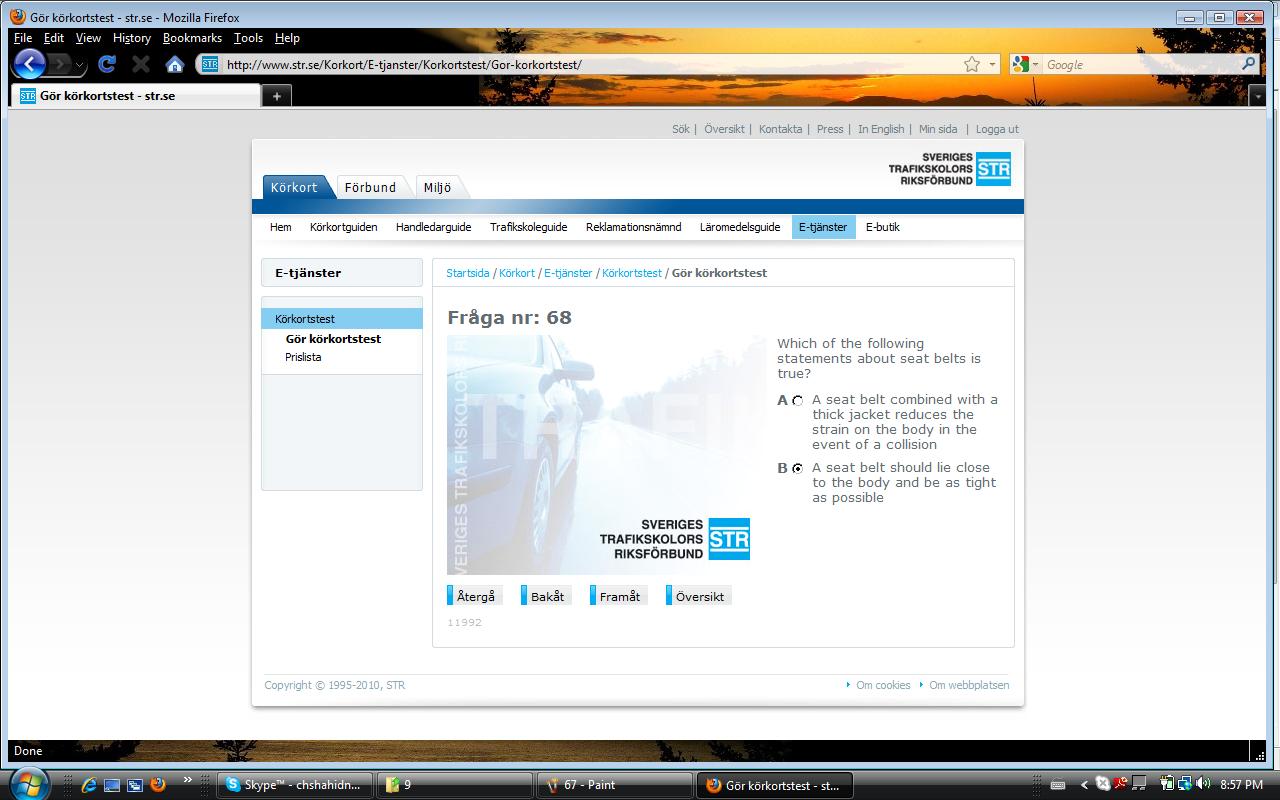 Gör körkortstest - str.se - Mozilla Firefox
File Edit View History Bookmarks Tools Help
STR http://www.str.se/Korkort/E-tjanster/Korkortstest/Gor-korkortstest/ Google
STR Gör körkortstest - str.se
Sök | Översikt | Kontakta | Press | In English | Min sida | Logga ut
SVERIGES
TRAFIKSKOLORS
RIKSFÖRBUND
STR
Körkort Förbund Miljö
Hem Körkortguiden Handledarguide Trafikskoleguide Reklamationsnämnd Läromedelsguide E-tjänster E-butik
E-tjänster
Körkortstest
Gör körkortstest
Prislista
Startsida / Körkort / E-tjänster / Körkortstest / Gör körkortstest
Fråga nr: 68
VERIGES TRAFIKSKOLORS R
TRAFIK
SVERIGES
TRAFIKSKOLORS
RIKSFÖRBUND
STR
Which of the following
statements about seat belts is
true?
A A seat belt combined with a
thick jacket reduces the
strain on the body in the
event of a collision
B A seat belt should lie close
to the body and be as tight
as possible
Återgå Bakåt Framåt Översikt
11992
Copyright © 1995-2010, STR Om cookies Om webbplatsen
Done
Skype™ - chshahidn... 9 67 - Paint Gör körkortstest - st... 8:57 PM